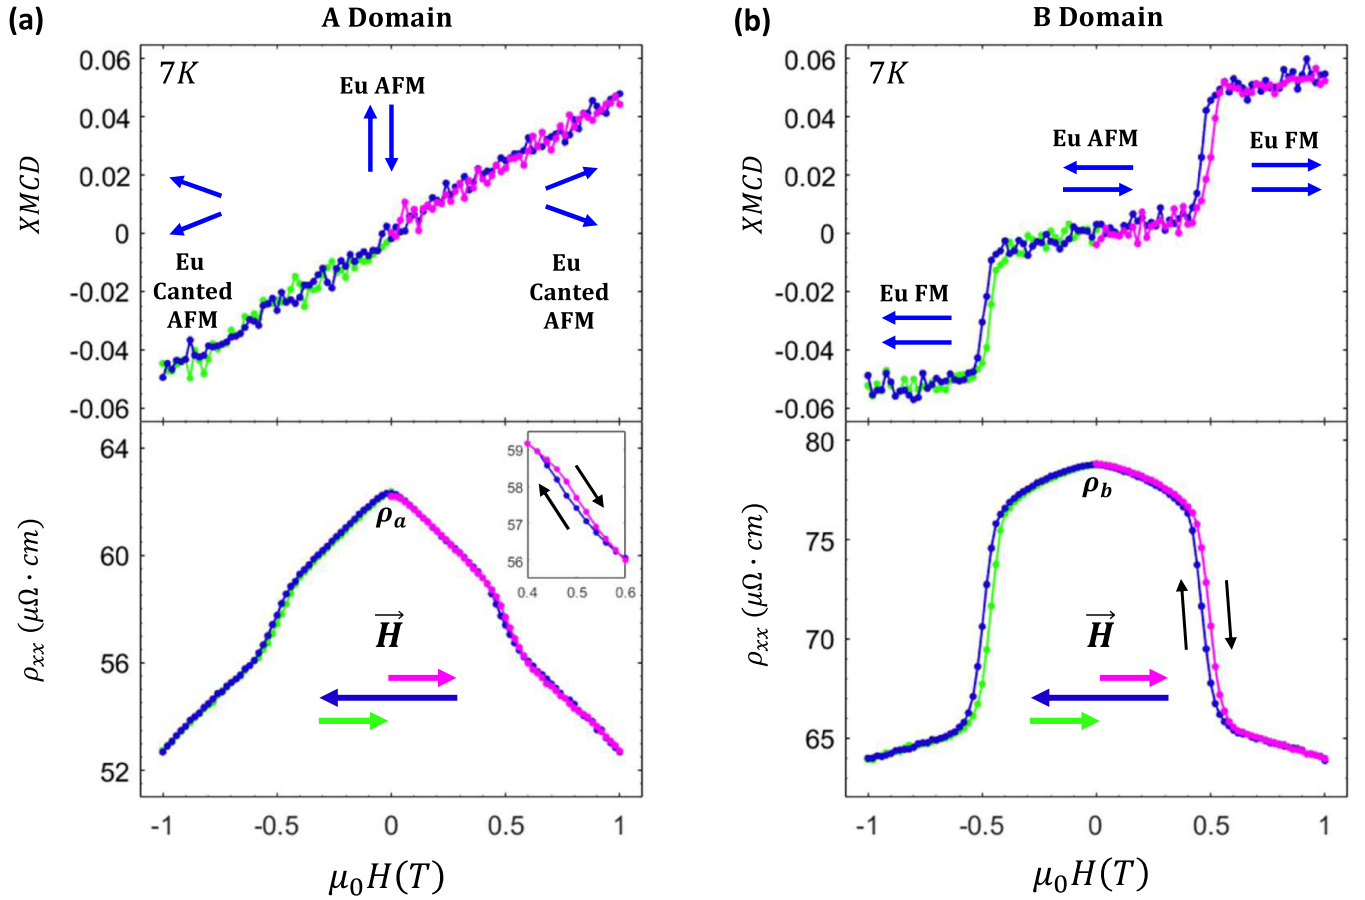 (a)
A Domain
0.06
0.04
0.02
0
-0.02
-0.04
-0.06
XMCD
7K
Eu AFM
Eu
Canted
AFM
Eu
Canted
AFM
64
60
56
52
ρxx (μΩ · cm)
ρa
H
59
58
57
56
0.4
0.5
0.6
-1
-0.5
0
0.5
1
μ0H(T)
(b)
B Domain
0.06
0.04
0.02
0
-0.02
-0.04
-0.06
XMCD
7K
Eu AFM
Eu FM
Eu FM
80
75
70
65
ρxx (μΩ · cm)
ρb
H
-1
-0.5
0
0.5
1
μ0H(T)